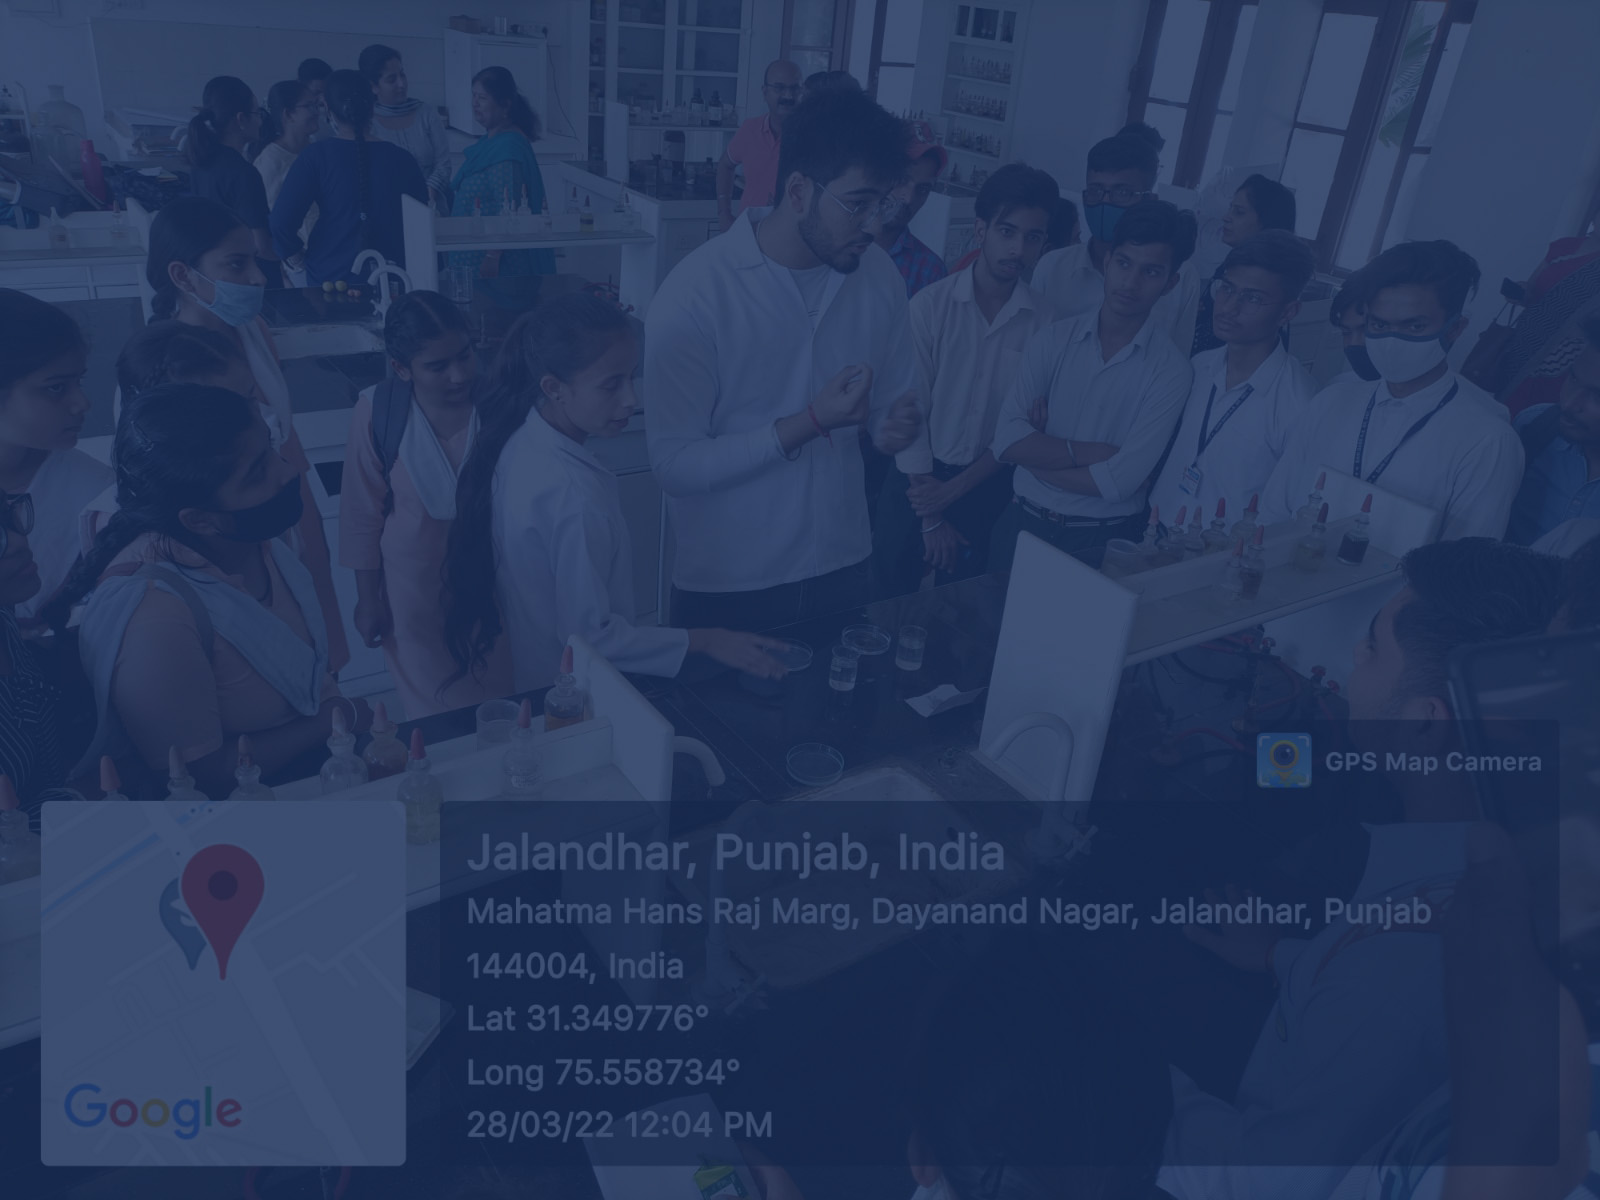 GPS Map Camera
Jalandhar, Punjab, India
Mahatma Hans Raj Marg, Dayanand Nagar, Jalandhar, Punjab
144004, India
Lat 31.349776°
Long 75.558734°
28/03/22 12:04 PM
Google